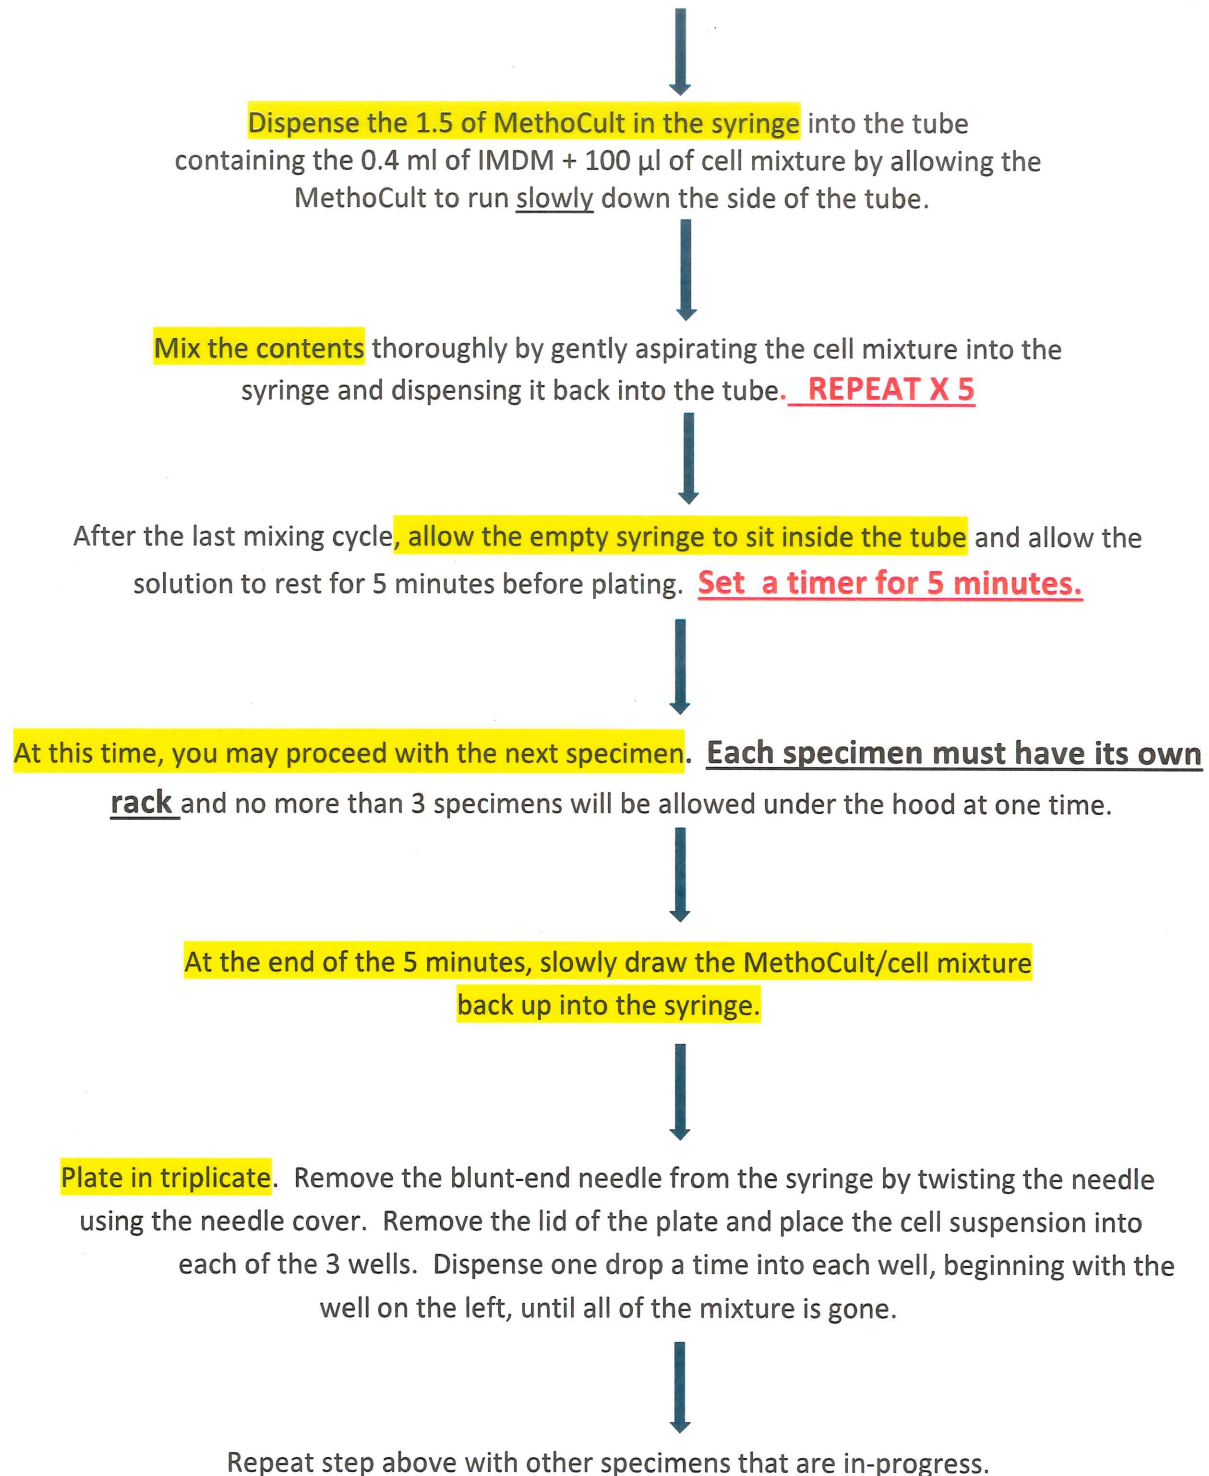 Dispense the 1.5 of MethoCult in the syringe into the tube
containing the 0.4 ml of IMDM + 100 µl of cell mixture by allowing the
MethoCult to run slowly down the side of the tube.
Mix the contents thoroughly by gently aspirating the cell mixture into the
syringe and dispensing it back into the tube. REPEAT X 5
After the last mixing cycle, allow the empty syringe to sit inside the tube and allow the
solution to rest for 5 minutes before plating. Set a timer for 5 minutes.
At this time, you may proceed with the next specimen. Each specimen must have its own
rack and no more than 3 specimens will be allowed under the hood at one time.
At the end of the 5 minutes, slowly draw the MethoCult/cell mixture
back up into the syringe.
Plate in triplicate. Remove the blunt-end needle from the syringe by twisting the needle
using the needle cover. Remove the lid of the plate and place the cell suspension into
each of the 3 wells. Dispense one drop a time into each well, beginning with the
well on the left, until all of the mixture is gone.
Repeat step above with other specimens that are in-progress.